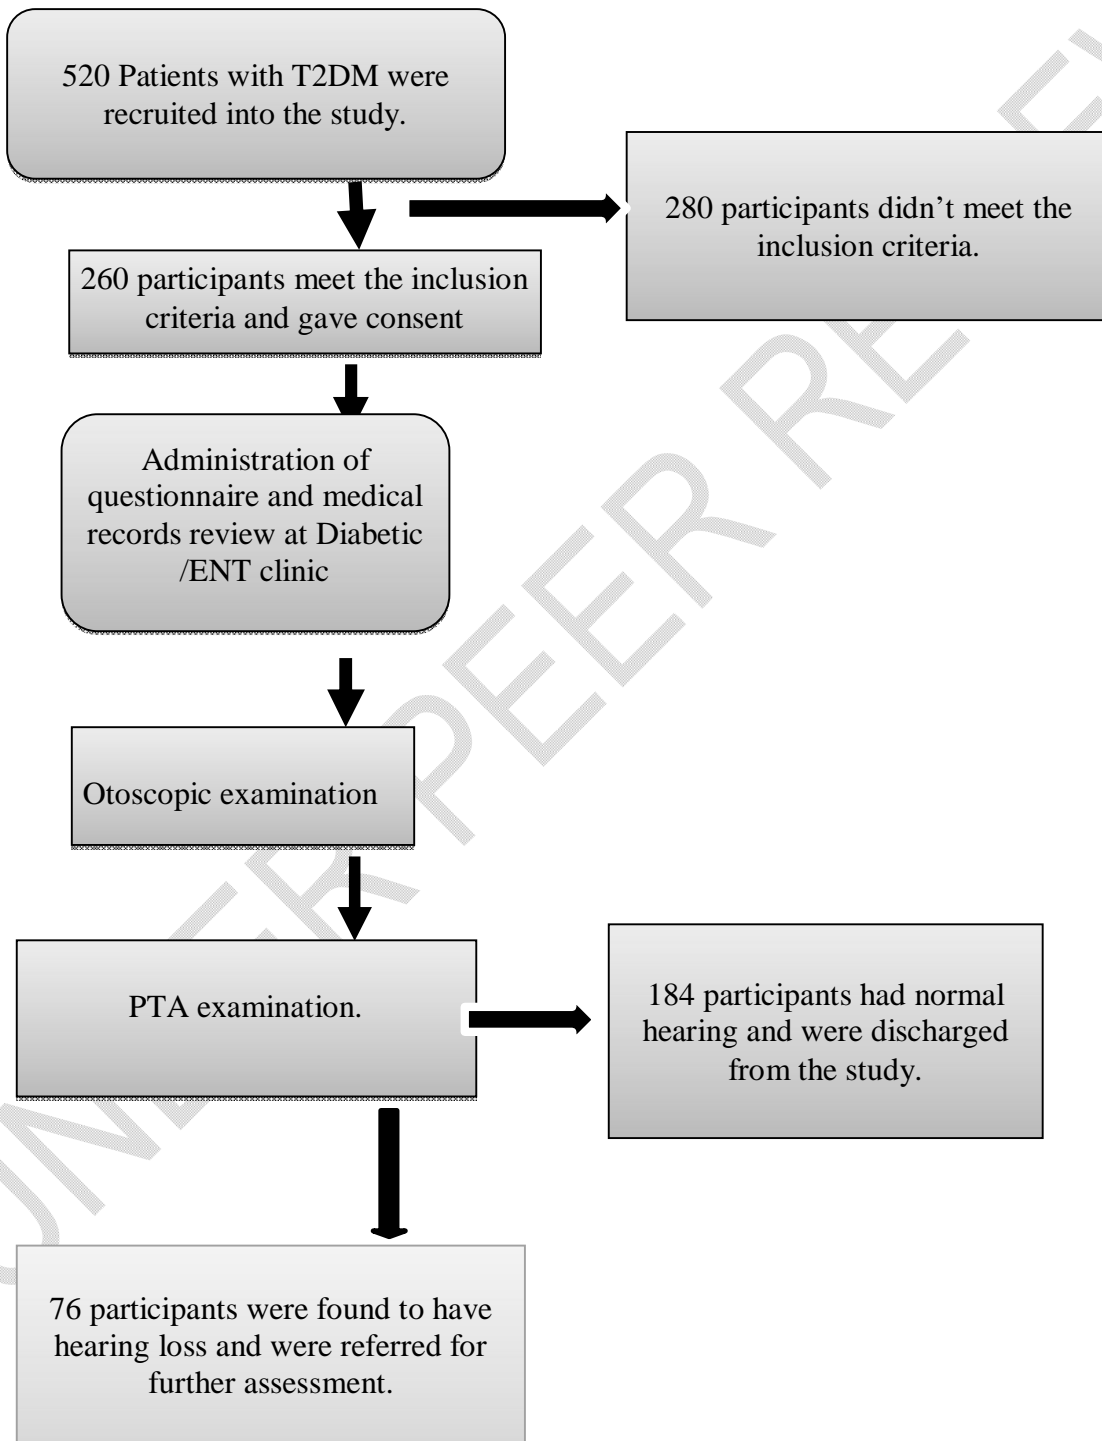 520 Patients with T2DM were
recruited into the study.
280 participants didn’t meet the
inclusion criteria.
260 participants meet the inclusion
criteria and gave consent
Administration of
questionnaire and medical
records review at Diabetic
/ENT clinic
Otoscopic examination
PTA examination.
184 participants had normal
hearing and were discharged
from the study.
76 participants were found to have
hearing loss and were referred for
further assessment.
UNDER PEER RE